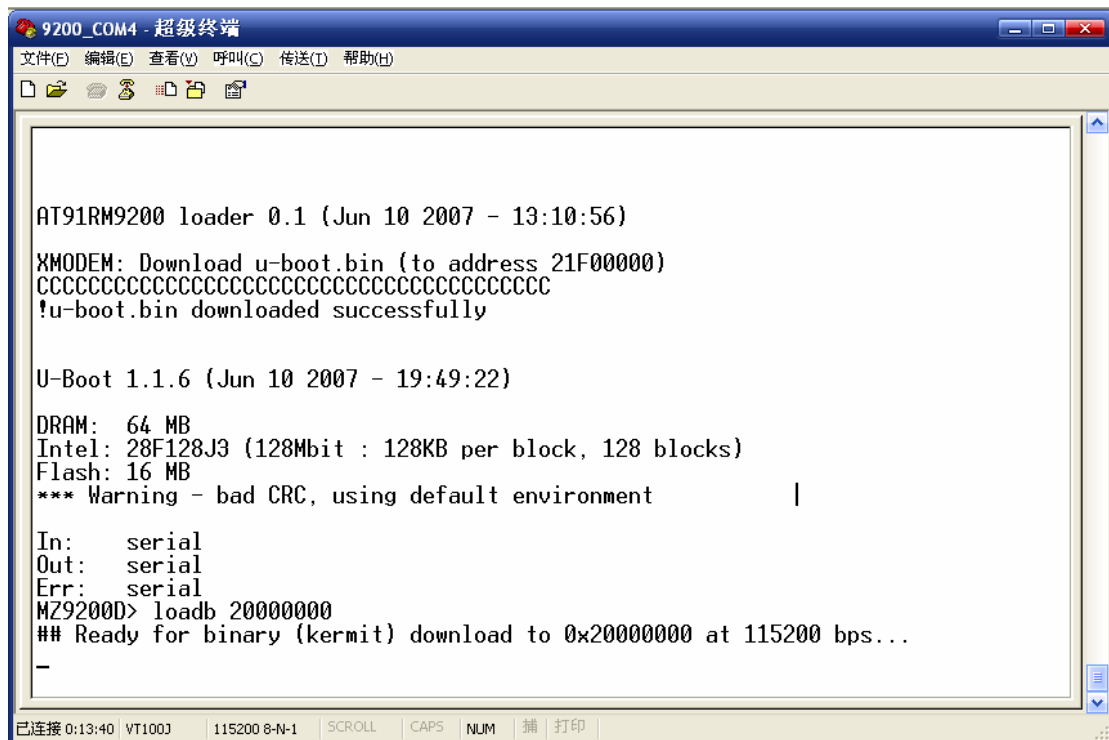 9200_COM4 - 超级终端
文件(F) 编辑(E) 查看(V) 呼叫(C) 传送(T) 帮助(H)
AT91RM9200 loader 0.1 (Jun 10 2007 - 13:10:56)
XMODEM: Download u-boot.bin (to address 21F00000)
CCCCCCCCCCCCCCCCCCCCCCCCCCCCCCCCCCCCCCCC
!u-boot.bin downloaded successfully
U-Boot 1.1.6 (Jun 10 2007 - 19:49:22)
DRAM: 64 MB
Intel: 28F128J3 (128Mbit : 128KB per block, 128 blocks)
Flash: 16 MB
*** Warning - bad CRC, using default environment
In: serial
Out: serial
Err: serial
MZ9200D> loadb 20000000
## Ready for binary (kermit) download to 0x20000000 at 115200 bps...
已连接 0:13:40 VT100J 115200 8-N-1 SCROLL CAPS NUM 捕 打印